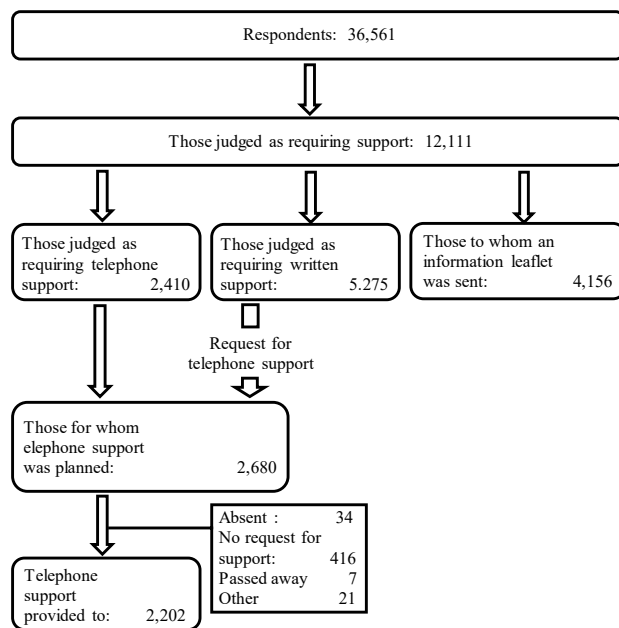 Respondents: 36,561
Those judged as requiring support: 12,111
Those judged as
requiring telephone
support: 2,410
Those judged as
requiring written
support: 5.275
Those to whom an
information leaflet
was sent: 4,156
Request for
telephone support
Those for whom
elephone support
was planned: 2,680
Absent : 34
No request for
support: 416
Passed away 7
Other 21
Telephone
support
provided to: 2,202